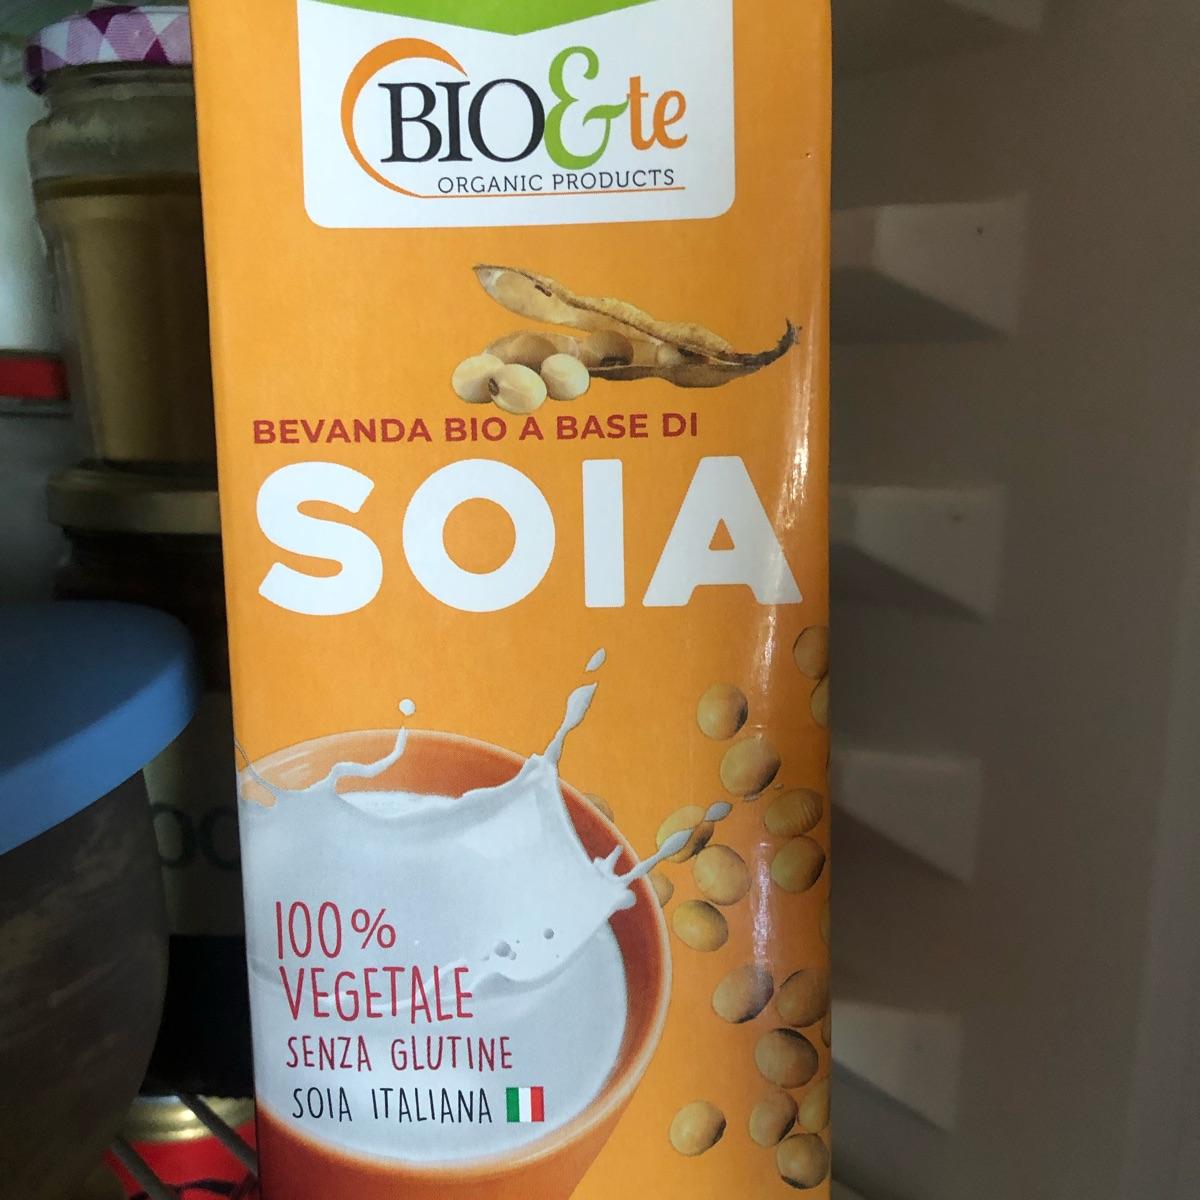 BIO&te
ORGANIC PRODUCTS
BEVANDA BIO A BASE DI
SOIA
100%
VEGETALE
SENZA GLUTINE
SOIA ITALIANA